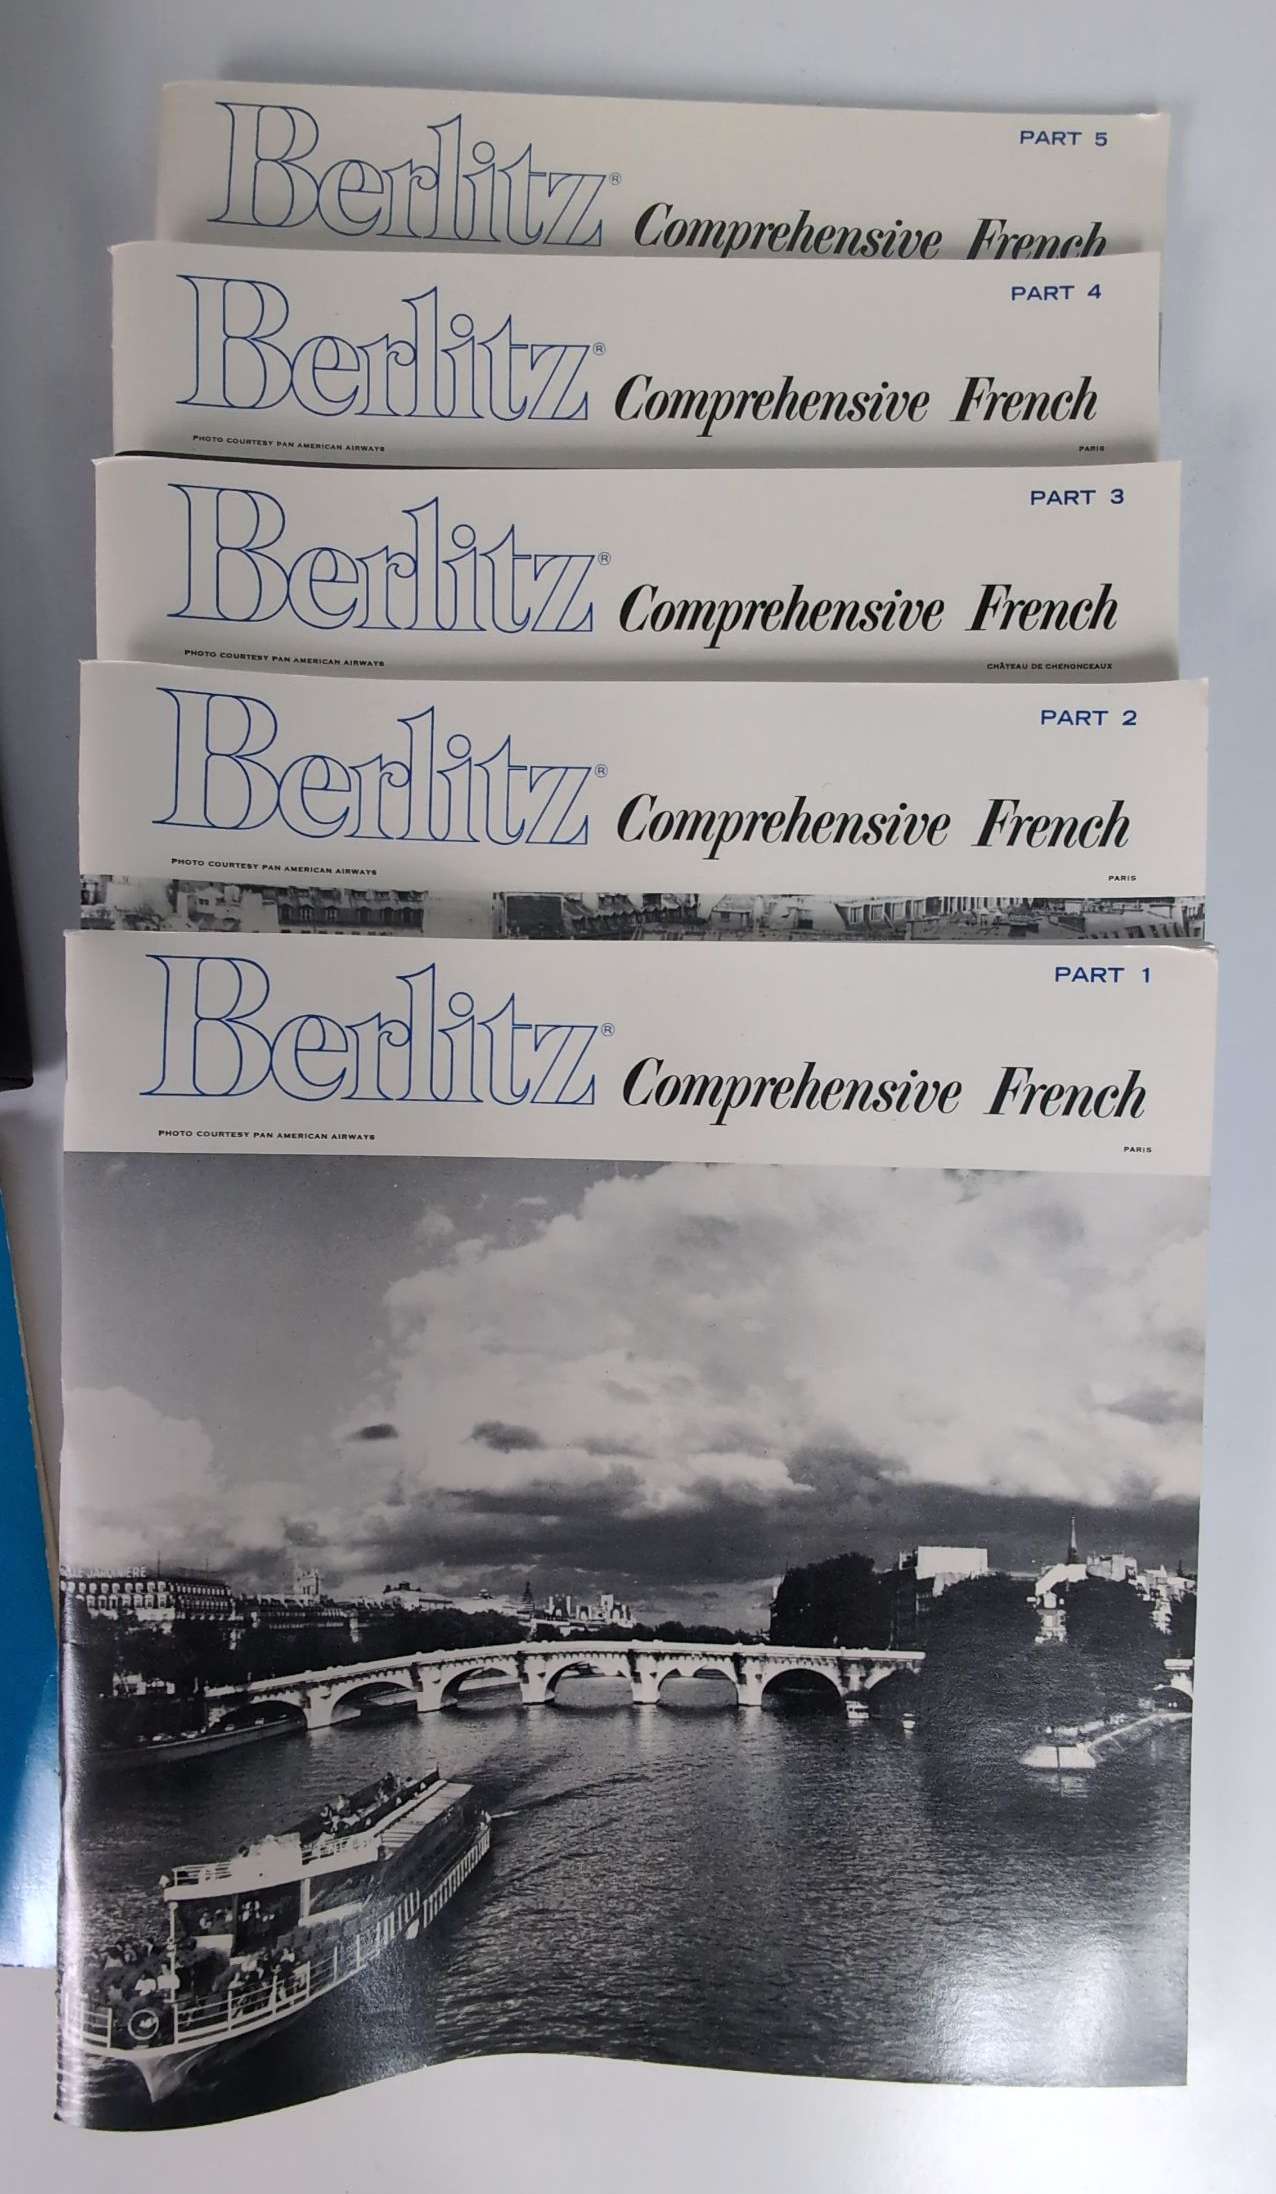 PART 5
Berlitz® Comprehensive French
PART 4
Berlitz® Comprehensive French
PHOTO COURTESY PAN AMERICAN AIRWAYS PARIS
PART 3
Berlitz® Comprehensive French
PHOTO COURTESY PAN AMERICAN AIRWAYS CHÂTEAU DE CHENONCEAUX
PART 2
Berlitz® Comprehensive French
PHOTO COURTESY PAN AMERICAN AIRWAYS PARIS
PART 1
Berlitz® Comprehensive French
PHOTO COURTESY PAN AMERICAN AIRWAYS PARIS
JARDINIÈRE